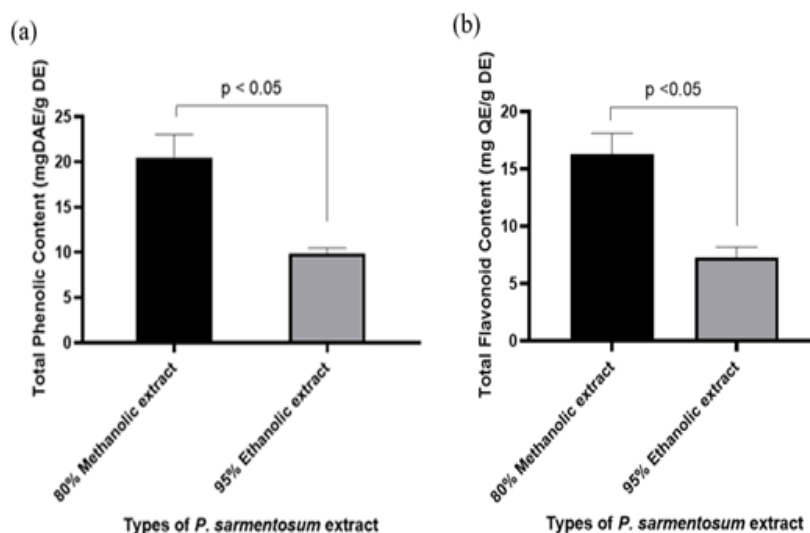 (a)
p < 0.05
Total Phenolic Content (mgDAE/g DE)
25
20
15
10
5
0
80% Methanolic extract
95% Ethanolic extract
Types of P. sarmentosum extract
(b)
p <0.05
Total Flavonoid Content (mg QE/g DE)
20
15
10
5
0
80% Methanolic extract
95% Ethanolic extract
Types of P. sarmentosum extract